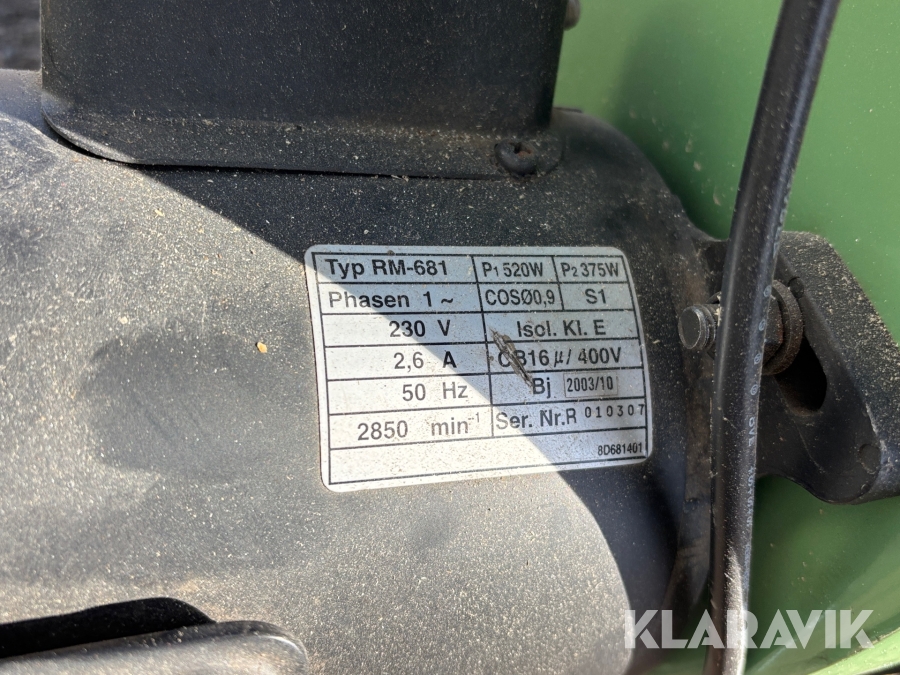 Typ RM-681 P1 520W P2 375W
Phasen 1~ COSØ0,9 S1
230 V Isol. Kl. E
2,6 A CB16 µ/ 400V
50 Hz Bj 2003/10
2850 min-1 Ser. Nr.R 010307
8D681401
KLARAVIK